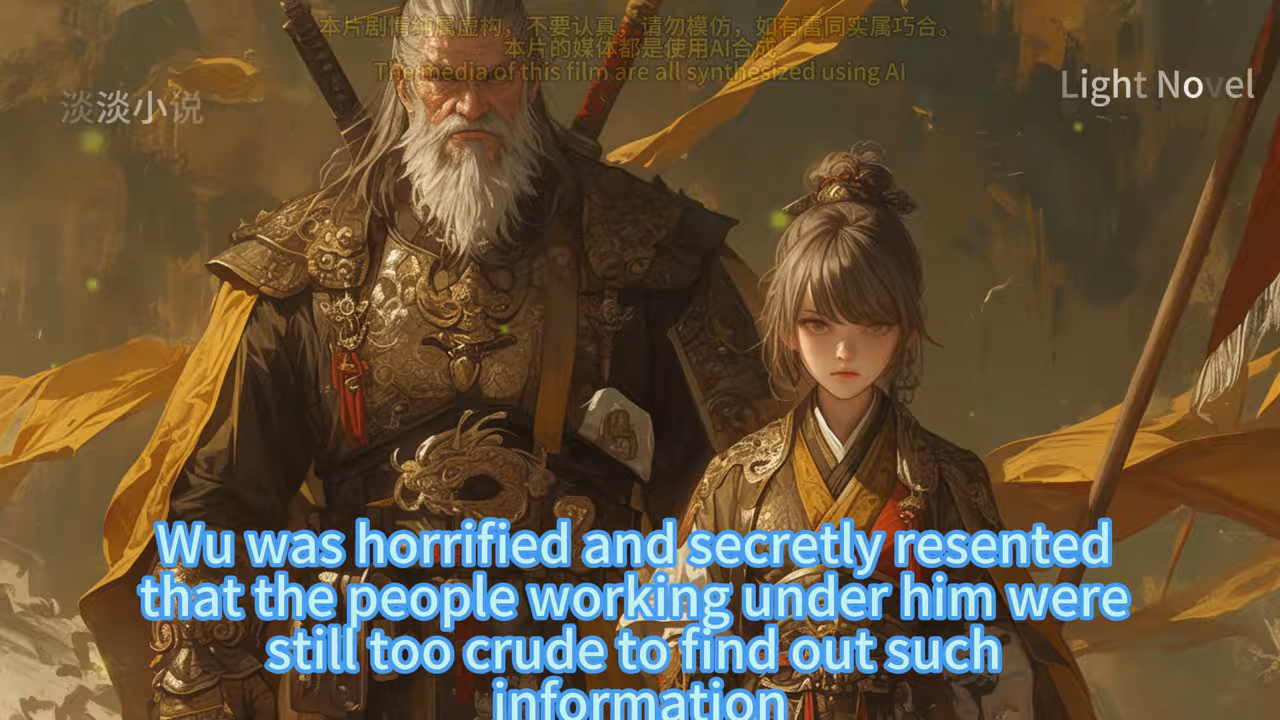 本片剧情纯属虚构，不要认真，请勿模仿，如有雷同实属巧合。
本片的媒体都是使用AI合成
The media of this film are all synthesized using AI
淡淡小说
Light Novel
Wu was horrified and secretly resented
that the people working under him were
still too crude to find out such
information